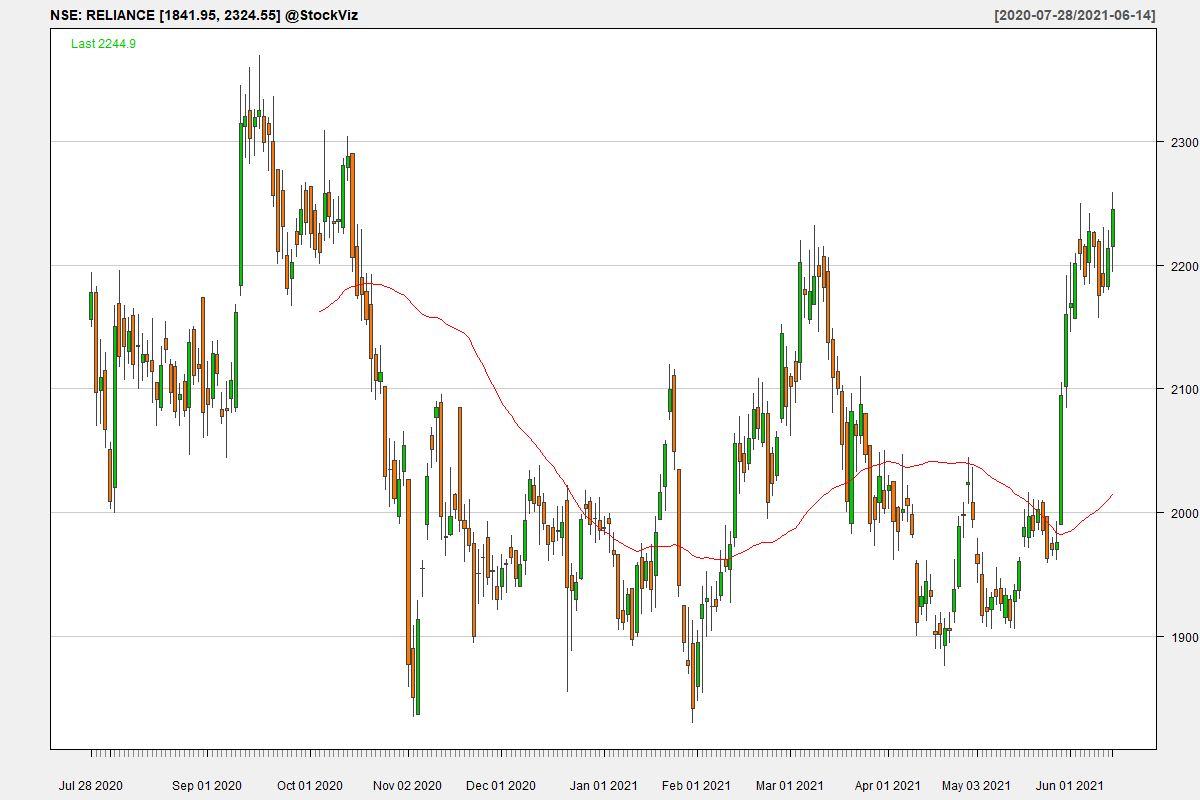 NSE: RELIANCE [1841.95, 2324.55] @StockViz
[2020-07-28/2021-06-14]
Last 2244.9
2300
2200
2100
2000
1900
Jul 28 2020
Sep 01 2020
Oct 01 2020
Nov 02 2020
Dec 01 2020
Jan 01 2021
Feb 01 2021
Mar 01 2021
Apr 01 2021
May 03 2021
Jun 01 2021